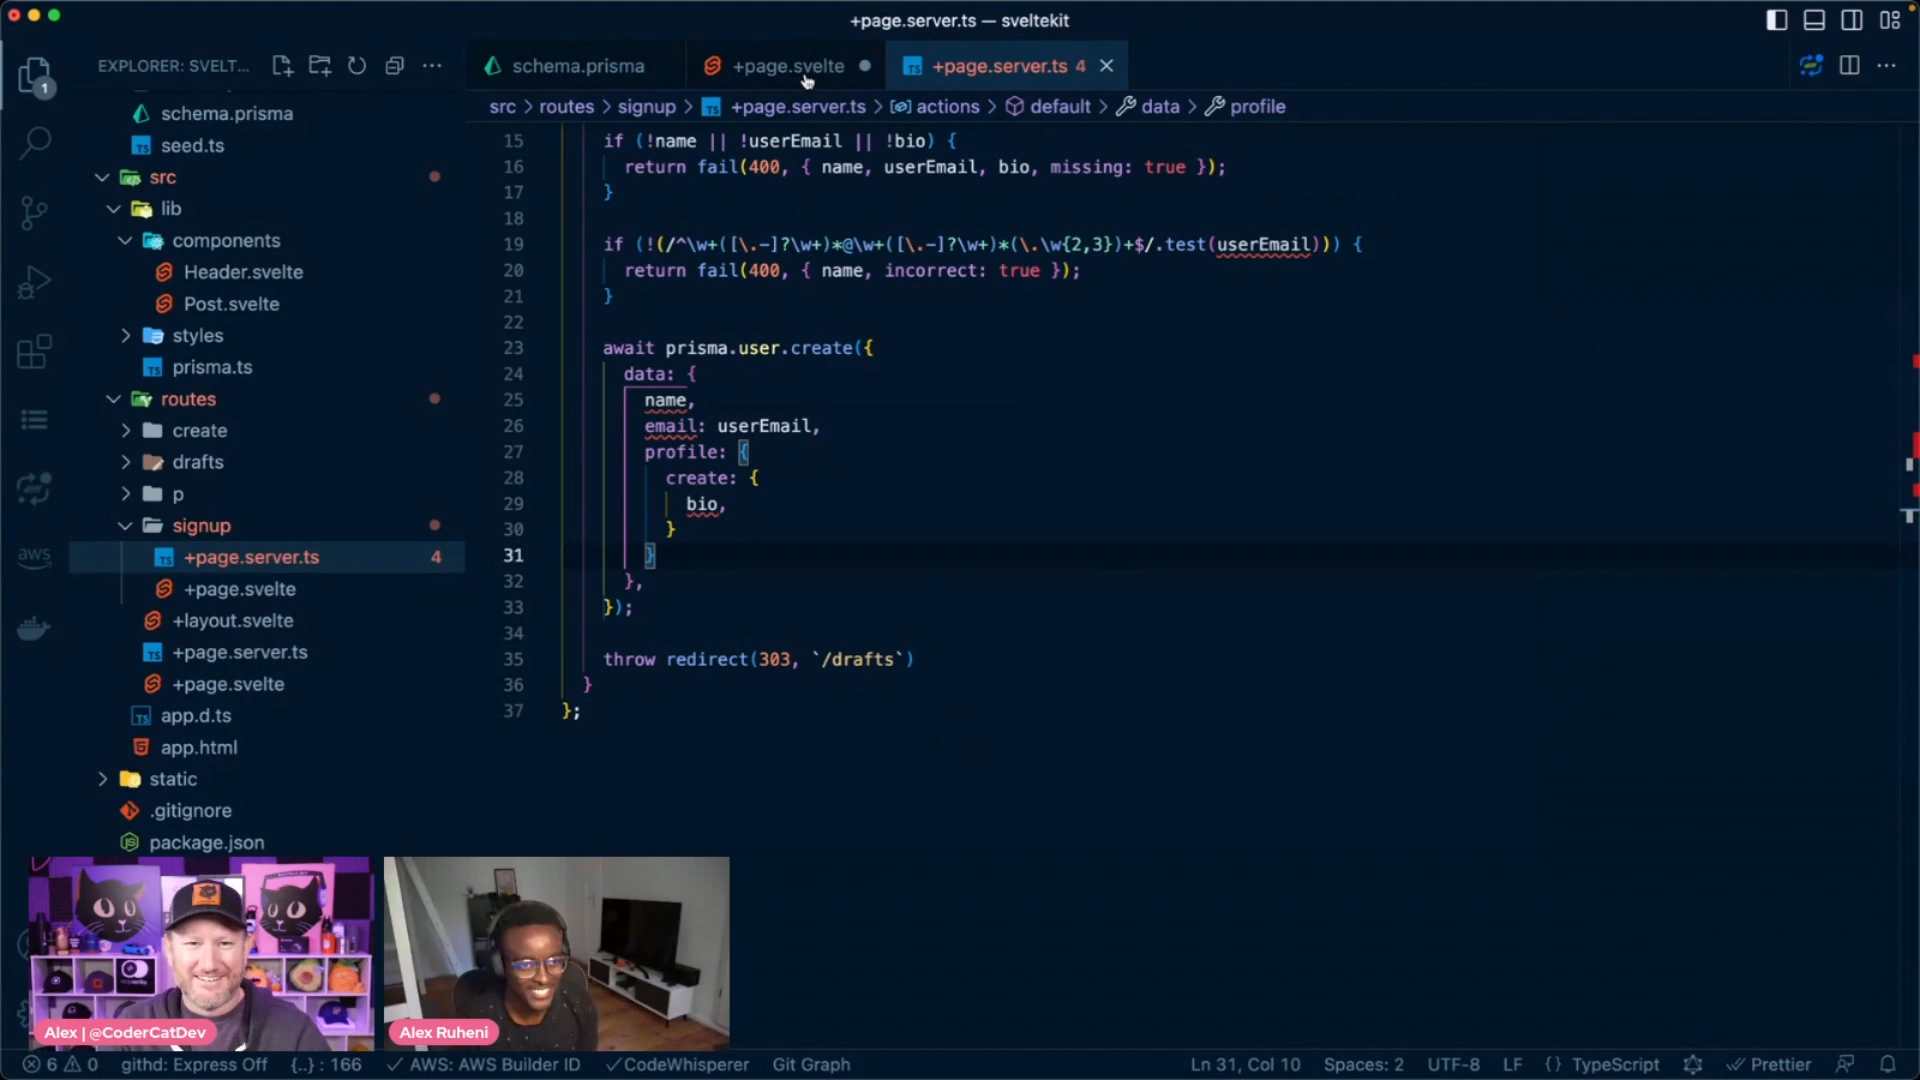 +page.server.ts — sveltekit
EXPLORER: SVELT...
schema.prisma
+page.svelte
+page.server.ts 4
1
src > routes > signup > TS +page.server.ts > actions > default > data > profile
schema.prisma
TS seed.ts
src
lib
components
Header.svelte
Post.svelte
styles
TS prisma.ts
routes
create
drafts
p
signup
TS +page.server.ts 4
+page.svelte
+layout.svelte
TS +page.server.ts
+page.svelte
TS app.d.ts
app.html
static
.gitignore
package.json
aws
15 if (!name || !userEmail || !bio) {
16 return fail(400, { name, userEmail, bio, missing: true });
17 }
18
19 if (!(/^\w+([\.-]?\w+)*@\w+([\.-]?\w+)*(\.\w{2,3})+$/.test(userEmail))) {
20 return fail(400, { name, incorrect: true });
21 }
22
23 await prisma.user.create({
24 data: {
25 name,
26 email: userEmail,
27 profile: {
28 create: {
29 bio,
30 }
31 }
32 },
33 });
34
35 throw redirect(303, `/drafts`)
36 }
37 };
Alex | @CoderCatDev
Alex Ruheni
6 0 githd: Express Off {..} : 166 AWS: AWS Builder ID CodeWhisperer Git Graph Ln 31, Col 10 Spaces: 2 UTF-8 LF {} TypeScript Prettier